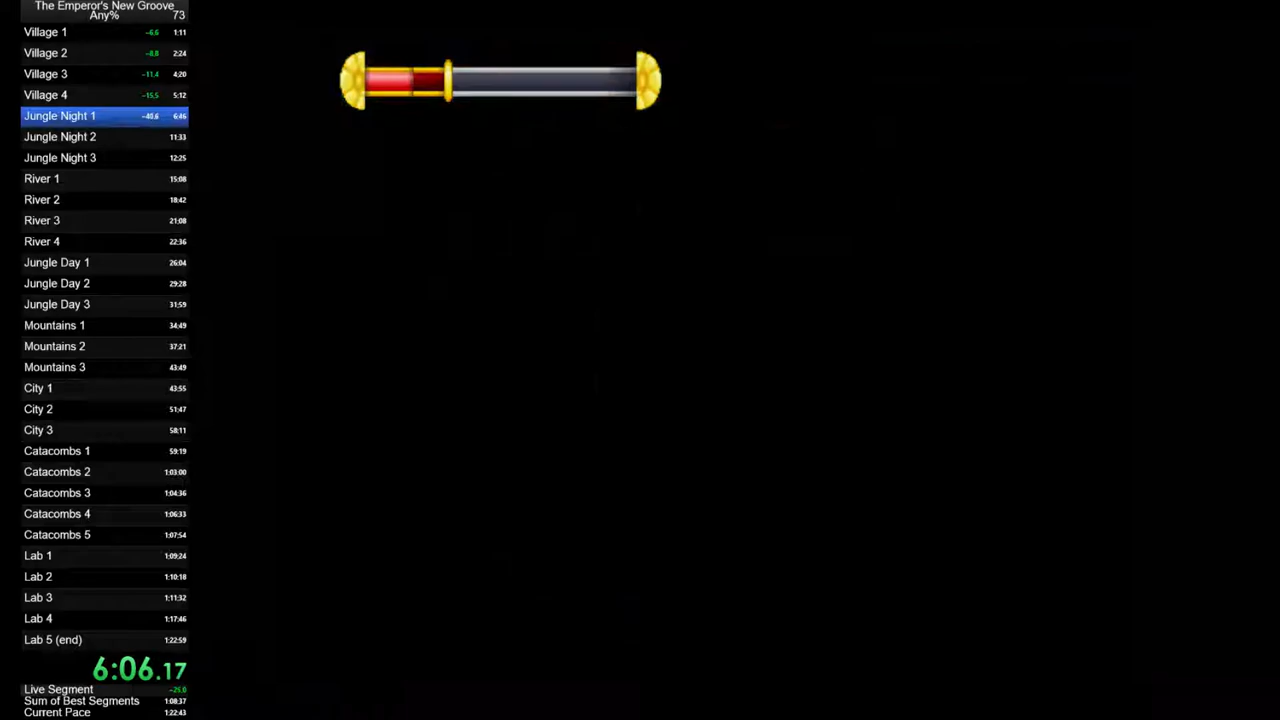 The Emperor's New Groove
Any% 73
Village 1 -6,6 1:11
Village 2 -8,8 2:24
Village 3 -11,4 4:20
Village 4 -15,5 5:12
Jungle Night 1 -40,6 6:46
Jungle Night 2 11:33
Jungle Night 3 12:25
River 1 15:08
River 2 18:42
River 3 21:08
River 4 22:36
Jungle Day 1 26:04
Jungle Day 2 29:28
Jungle Day 3 31:59
Mountains 1 34:49
Mountains 2 37:21
Mountains 3 43:49
City 1 43:55
City 2 51:47
City 3 58:11
Catacombs 1 59:19
Catacombs 2 1:03:00
Catacombs 3 1:04:36
Catacombs 4 1:06:33
Catacombs 5 1:07:54
Lab 1 1:09:24
Lab 2 1:10:18
Lab 3 1:11:32
Lab 4 1:17:46
Lab 5 (end) 1:22:59
6:06.17
Live Segment -25,0
Sum of Best Segments 1:08:37
Current Pace 1:22:43